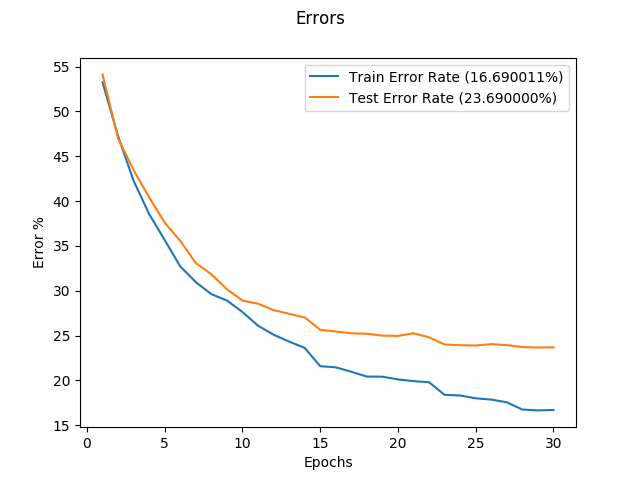 Errors
Train Error Rate (16.690011%)
Test Error Rate (23.690000%)
55
50
45
40
35
30
25
20
15
Error %
0 5 10 15 20 25 30
Epochs